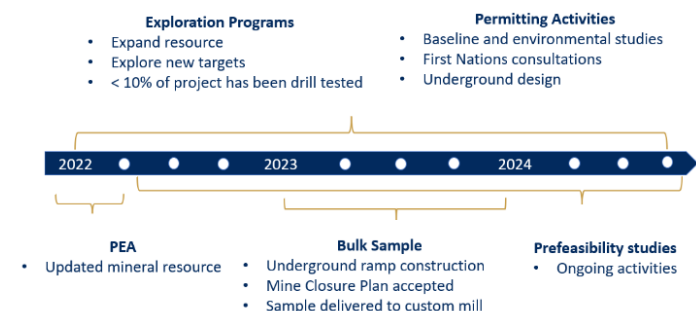 Exploration Programs
• Expand resource
• Explore new targets
• < 10% of project has been drill tested
Permitting Activities
• Baseline and environmental studies
• First Nations consultations
• Underground design
2022 2023 2024
PEA
• Updated mineral resource
Bulk Sample
• Underground ramp construction
• Mine Closure Plan accepted
• Sample delivered to custom mill
Prefeasibility studies
• Ongoing activities